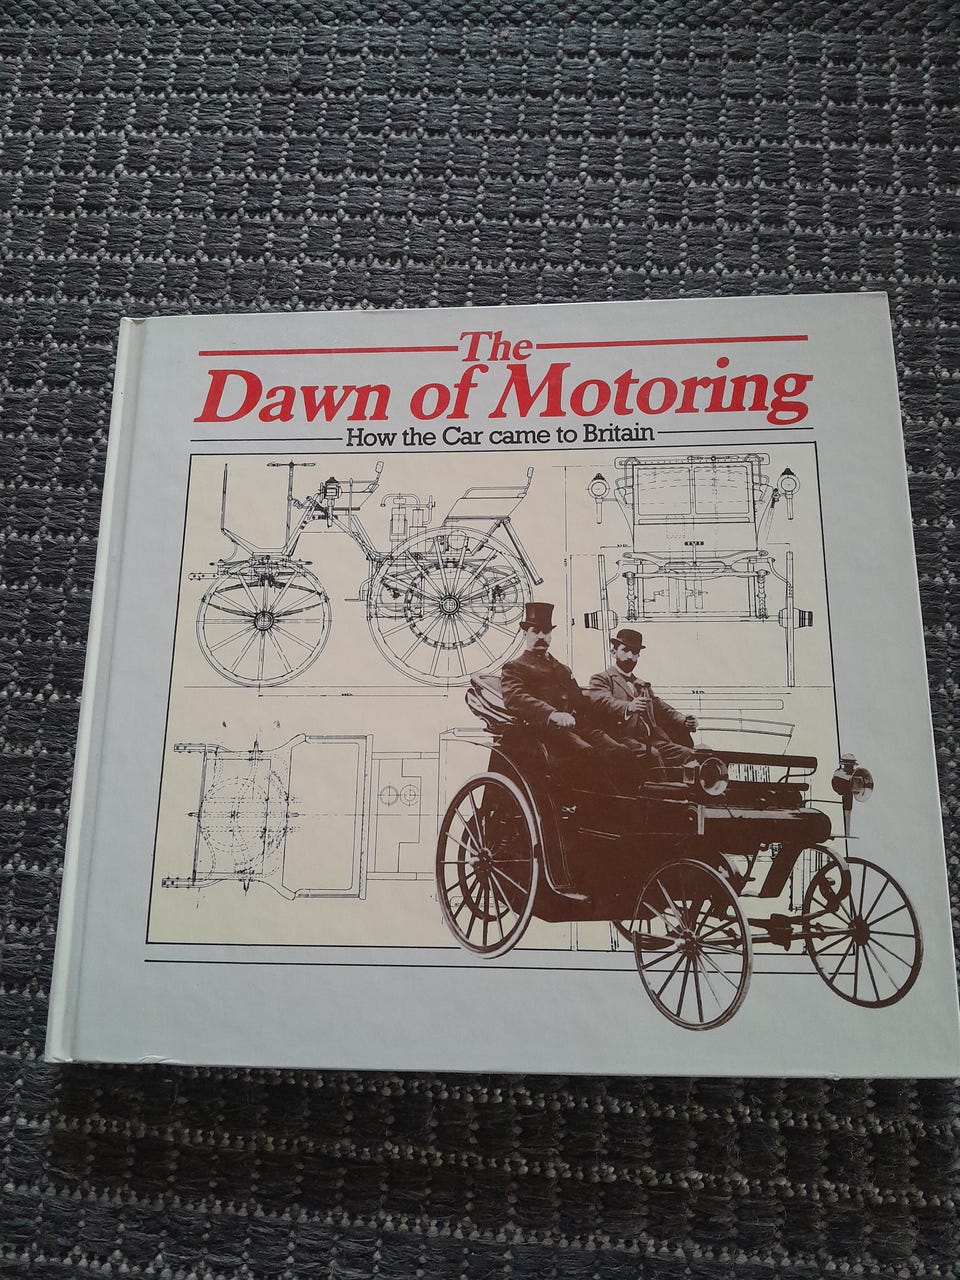 The
Dawn of Motoring
How the Car came to Britain